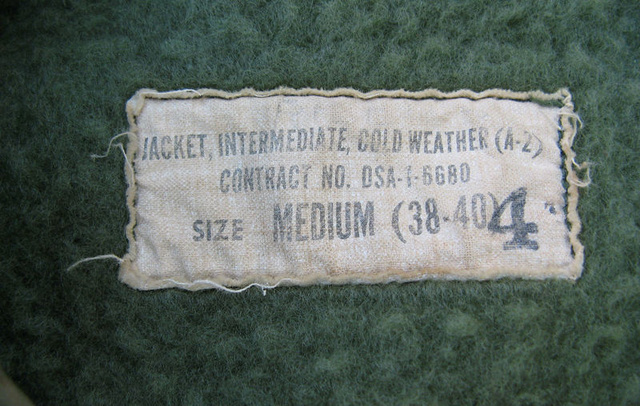 JACKET, INTERMEDIATE, COLD WEATHER (A-2)
CONTRACT NO. DSA-1-6680
SIZE MEDIUM (38-40) 4